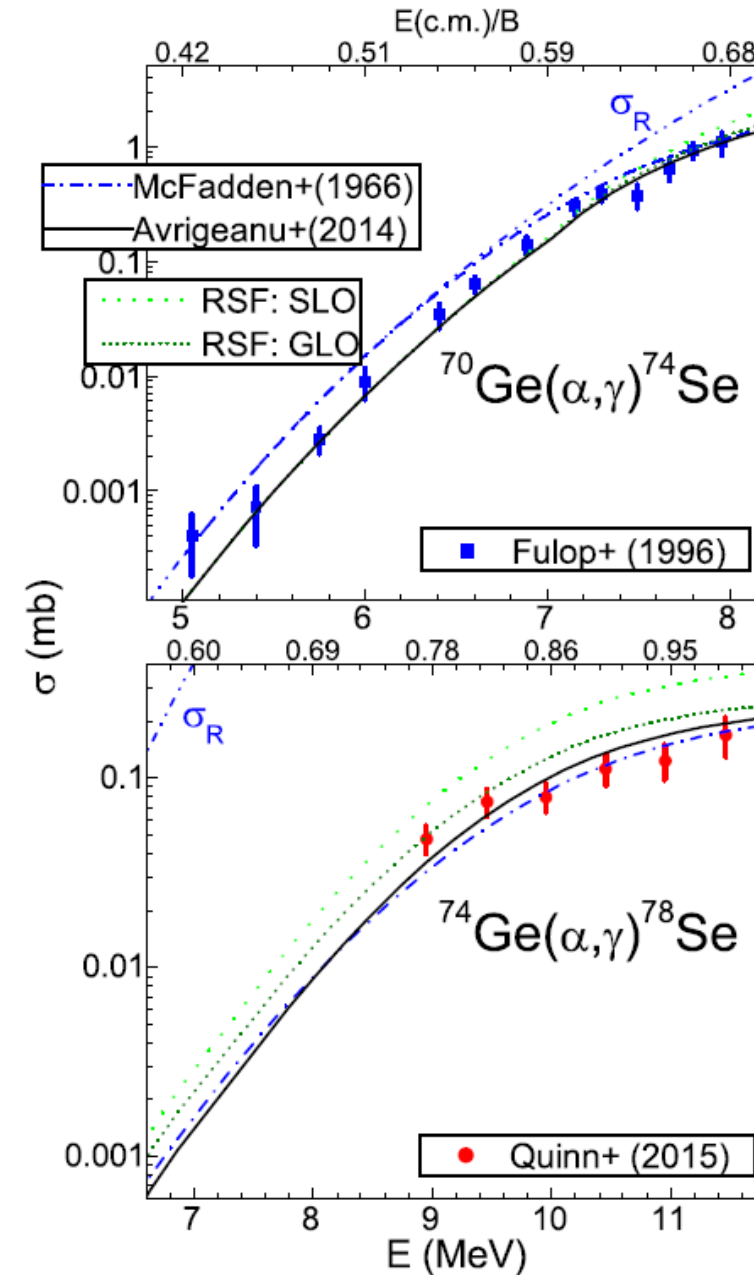 E(c.m.)/B
0.42 0.51 0.59 0.68
σR
1
McFadden+(1966)
Avrigeanu+(2014)
0.1
RSF: SLO
RSF: GLO
0.01
70Ge(α,γ)74Se
0.001
Fulop+ (1996)
5 6 7 8
σ (mb)
0.60 0.69 0.78 0.86 0.95
σR
0.1
74Ge(α,γ)78Se
0.01
0.001
Quinn+ (2015)
7 8 9 10 11
E (MeV)